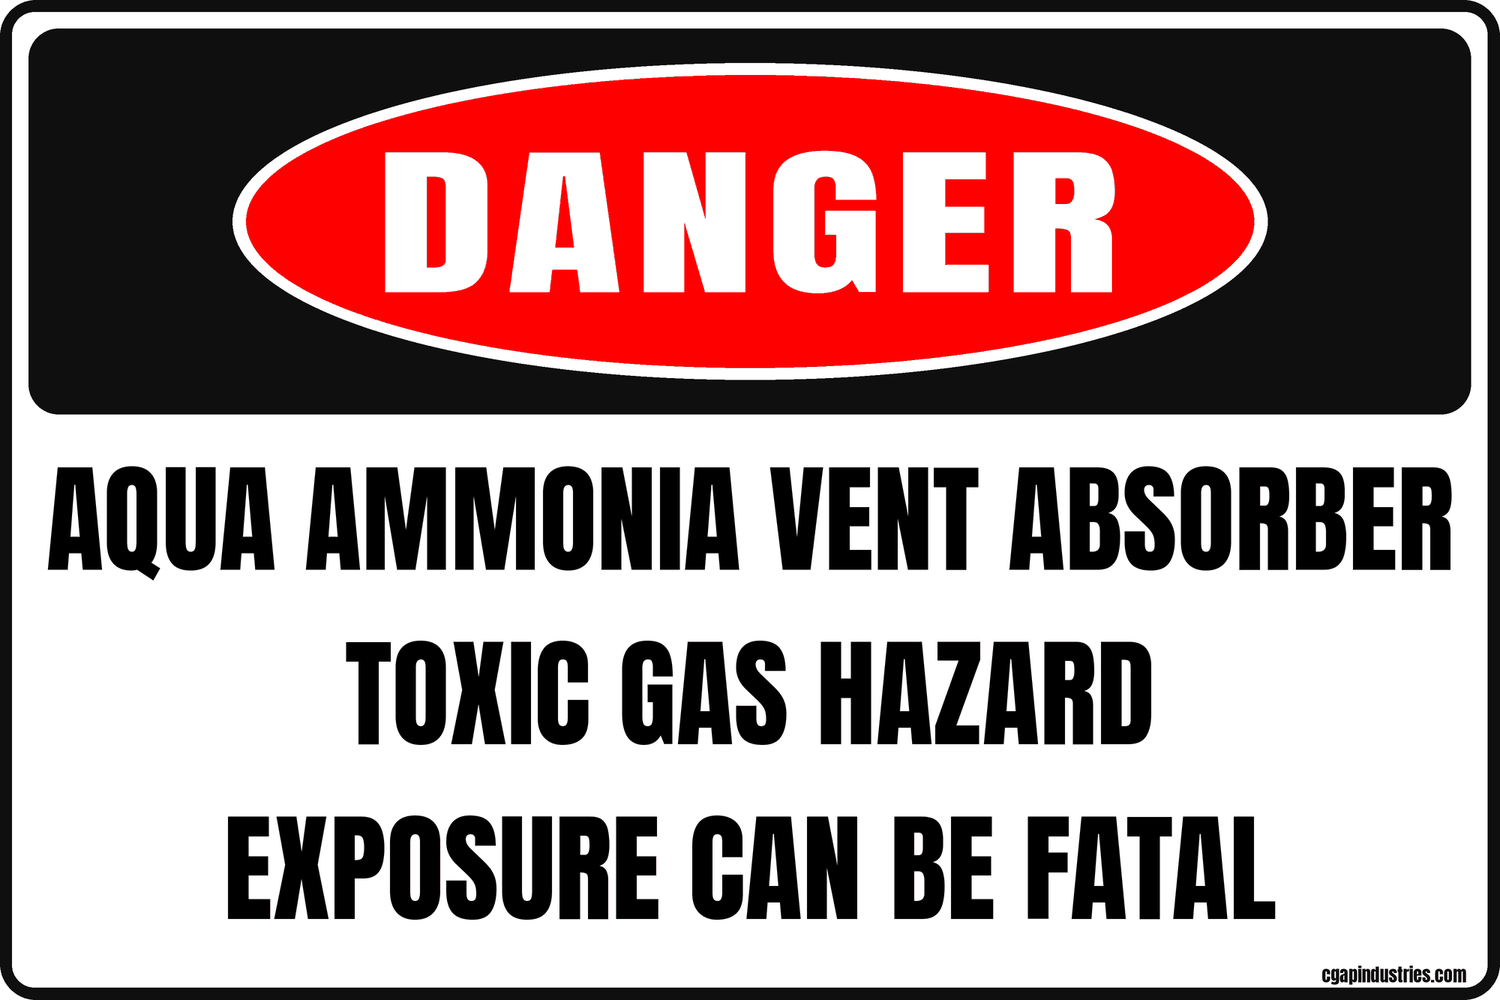 DANGER
AQUA AMMONIA VENT ABSORBER
TOXIC GAS HAZARD
EXPOSURE CAN BE FATAL
cgapindustries.com